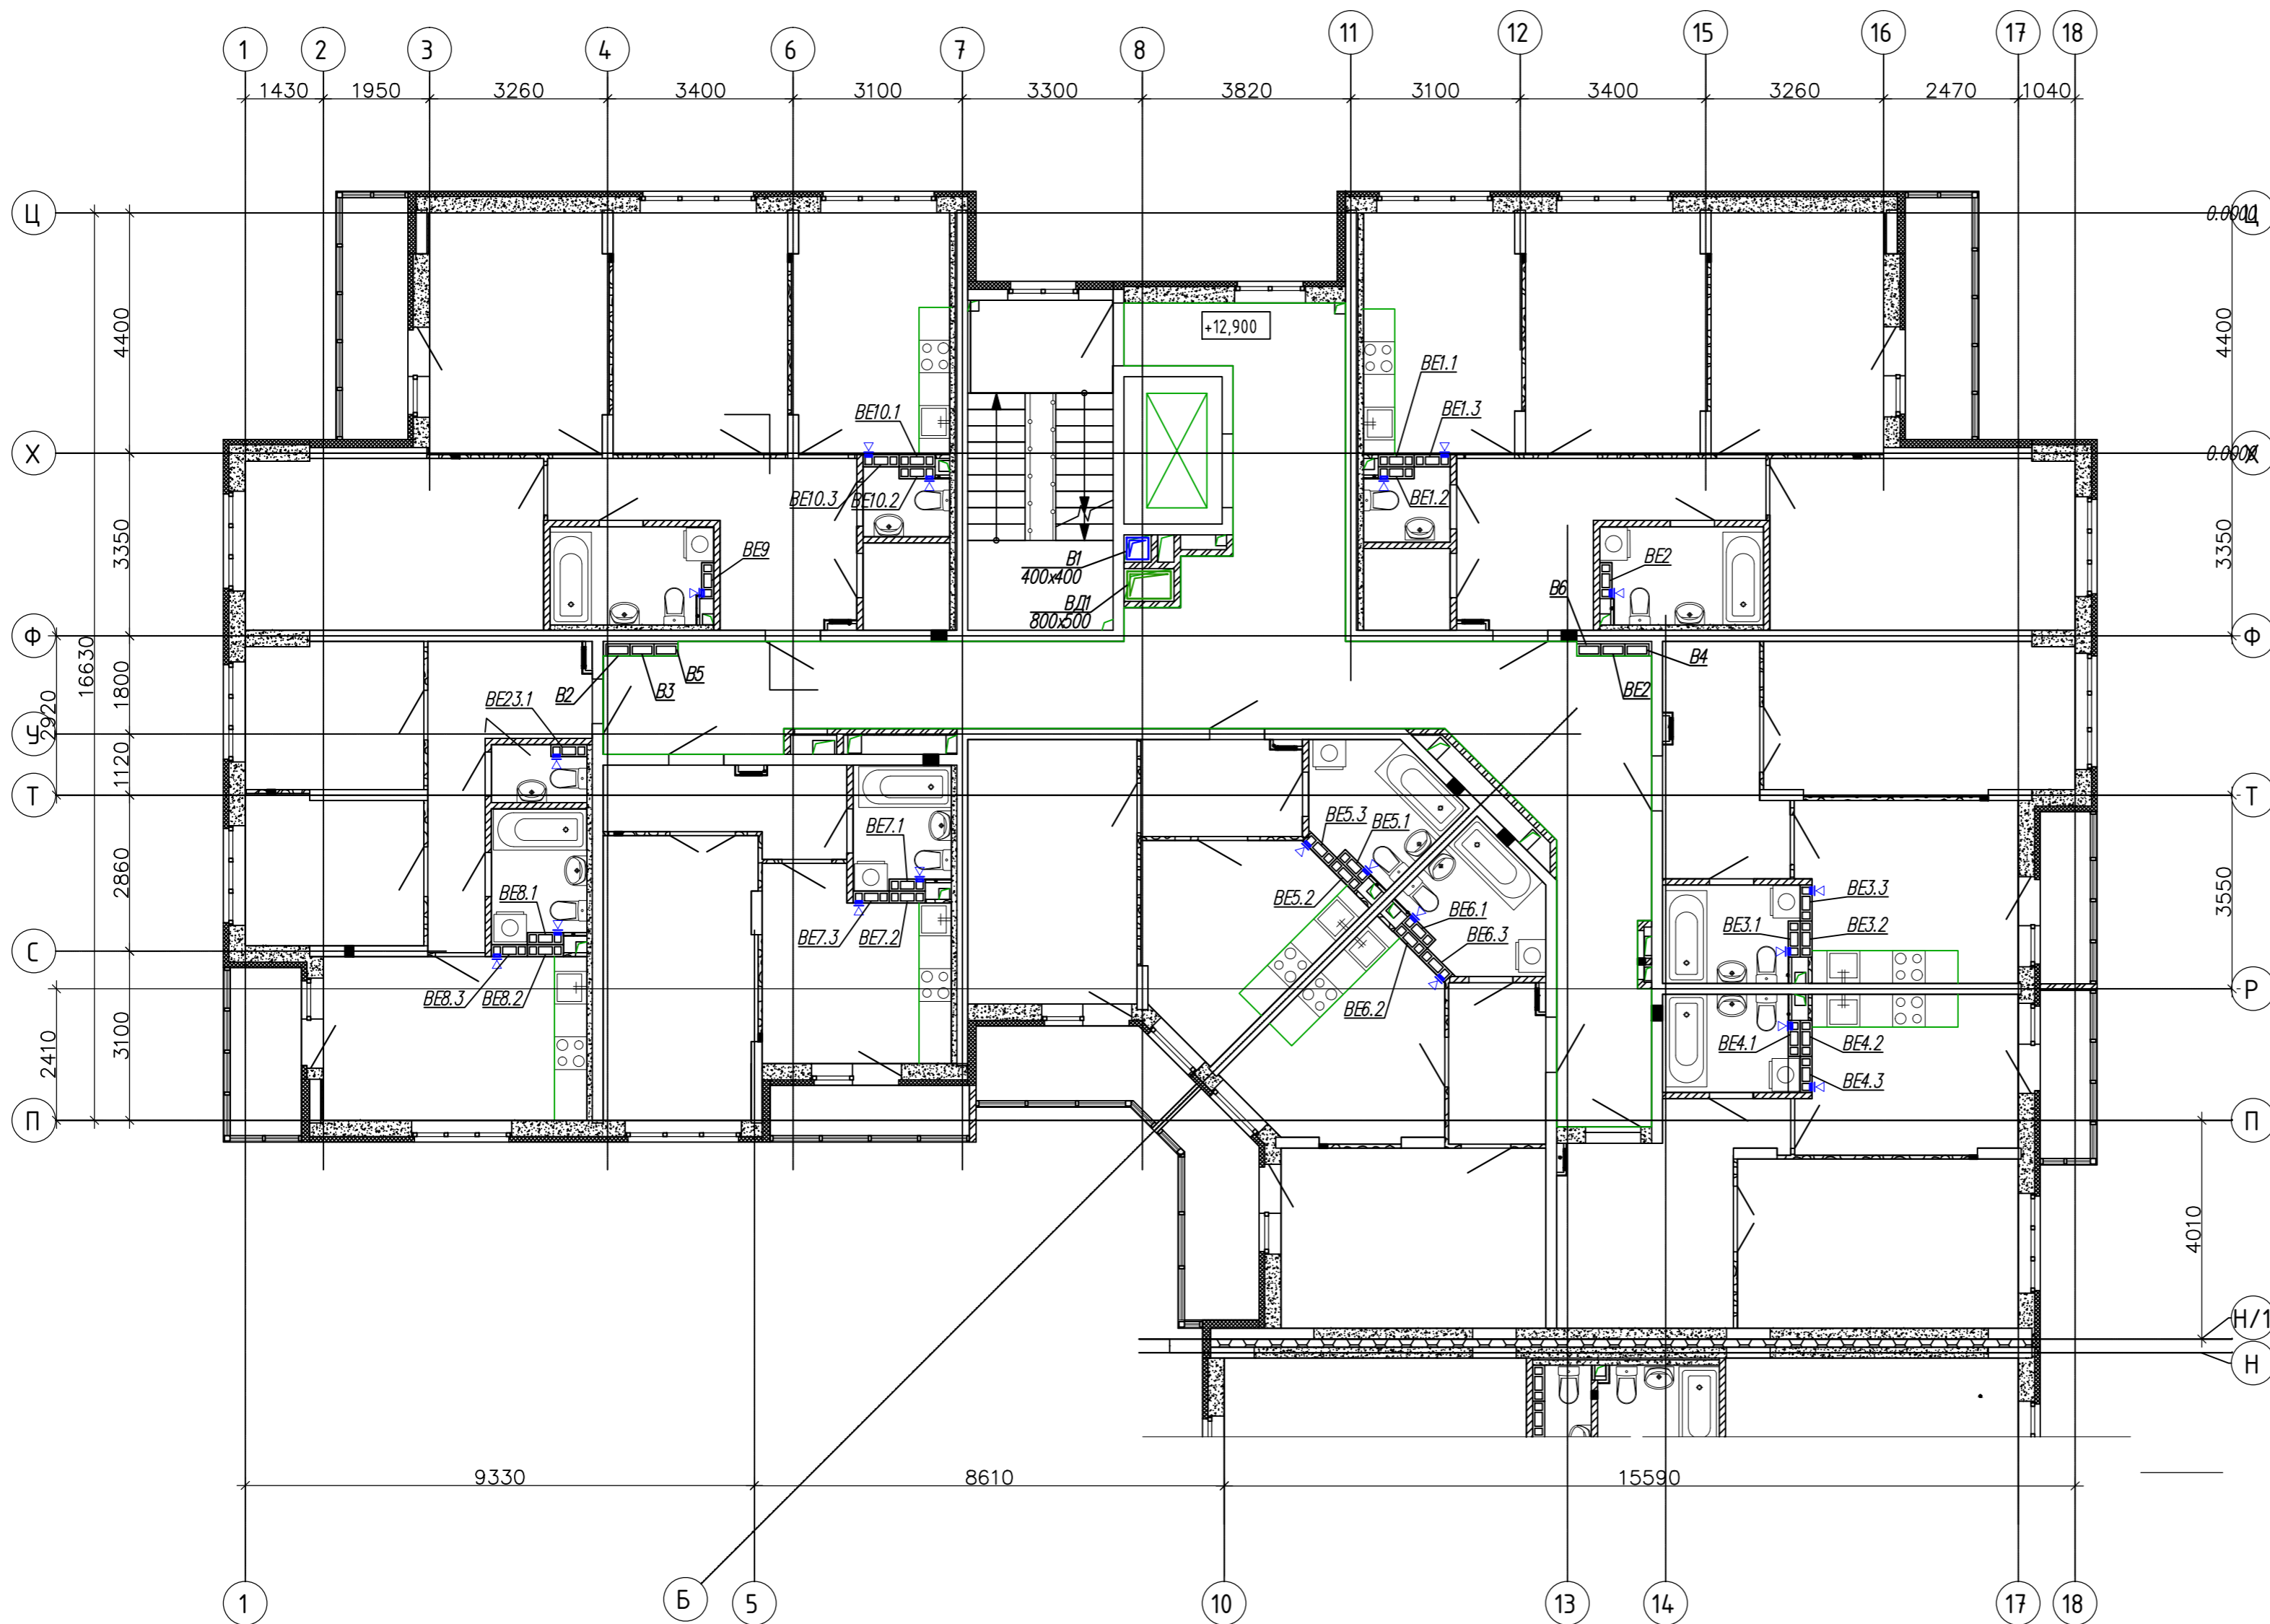 1 2 3 4 6 7 8 11 12 15 16 17 18
1430 1950 3260 3400 3100 3300 3820 3100 3400 3260 2470 1040
Ц
0.0000 Ц
4400
4400
+12,900
ВЕ1.1
ВЕ10.1
ВЕ1.3
Х
0.0000 Х
ВЕ10.3 ВЕ10.2
ВЕ1.2
3350
3350
ВЕ9
В1
400х400
ВЕ2
В6
ВД1
800х500
Ф
Ф
16630
1800
2920
В2 В3 В5
ВЕ2 В4
ВЕ23.1
У
1120
Т
Т
ВЕ7.1
ВЕ5.3 ВЕ5.1
2860
3550
ВЕ5.2
ВЕ8.1
ВЕ7.3 ВЕ7.2
ВЕ6.1
ВЕ6.3
ВЕ3.3
ВЕ3.1 ВЕ3.2
С
ВЕ8.3 ВЕ8.2
ВЕ6.2
Р
2410
3100
ВЕ4.1 ВЕ4.2
ВЕ4.3
П
П
4010
Н/1
Н
9330 8610 15590
1 Б 5 10 13 14 17 18